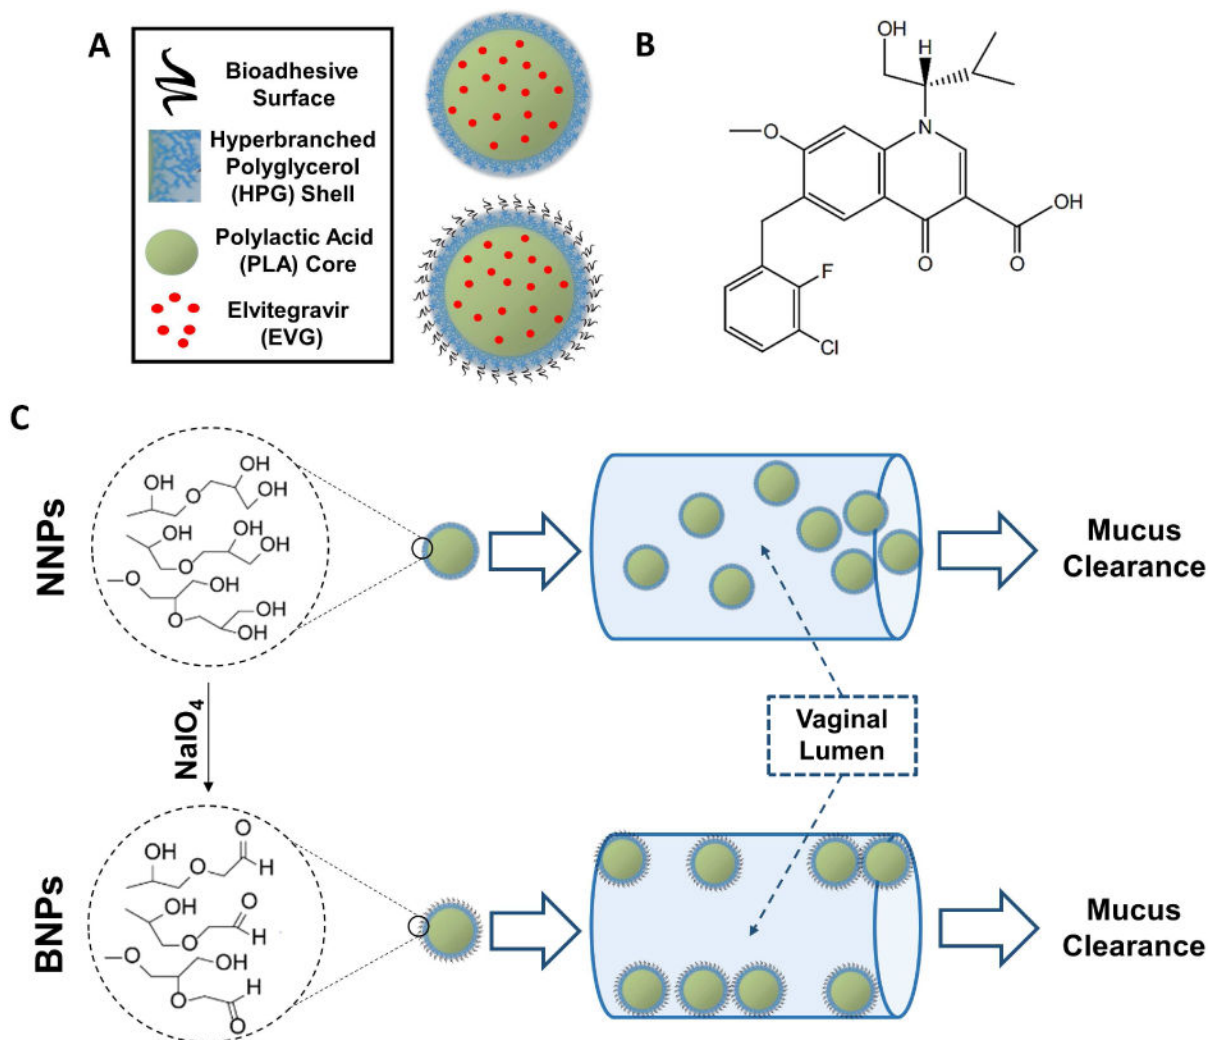 A
Bioadhesive
Surface
Hyperbranched
Polyglycerol
(HPG) Shell
Polylactic Acid
(PLA) Core
Elvitegravir
(EVG)
B
OH
H
N
O
OH
O
O
F
Cl
C
NNPs
OH
OH
O
OH
OH
OH
O
OH
O
OH
OH
O
OH
Mucus
Clearance
NaIO4
Vaginal
Lumen
BNPs
O
OH
O
H
OH
O
O
H
O
OH
H
O
O
Mucus
Clearance